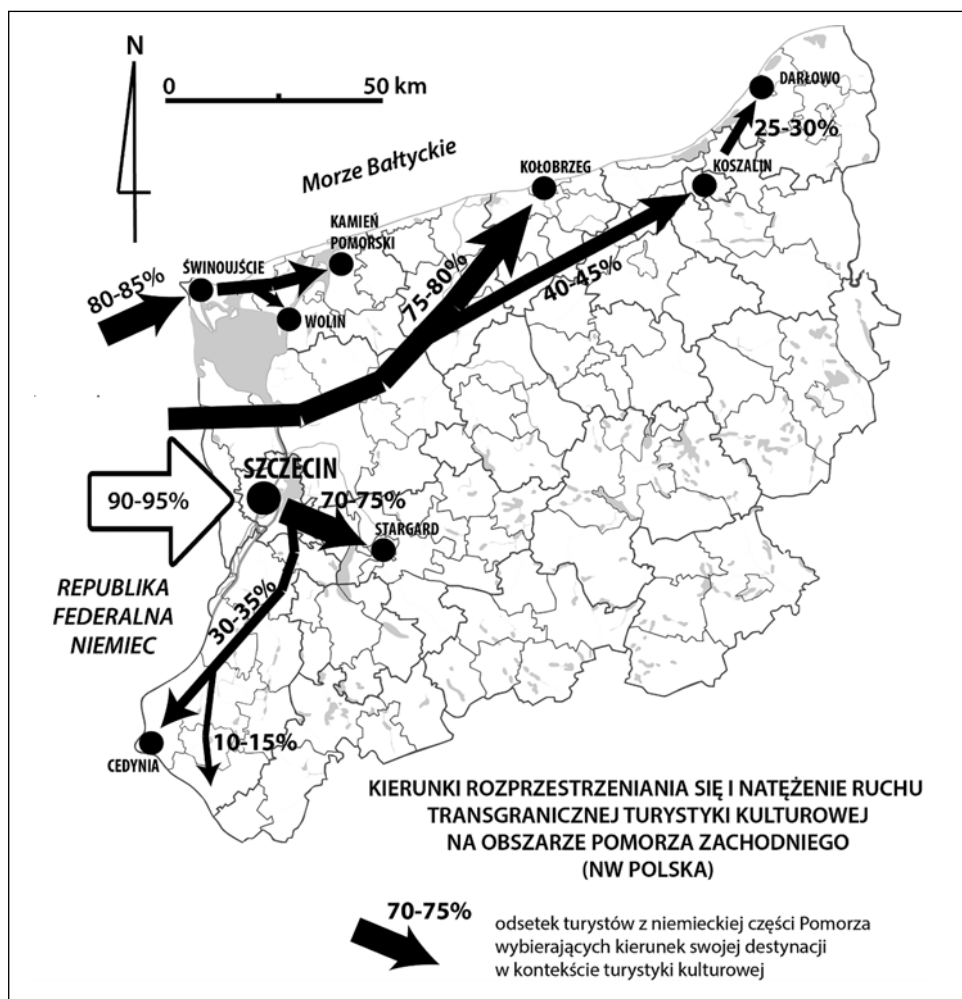 N
0 50 km
Morze Bałtyckie
DARŁOWO
25-30%
KOŁOBRZEG
KOSZALIN
KAMIEŃ
POMORSKI
ŚWINOUJŚCIE
80-85%
WOLIN
75-80%
40-45%
SZCZECIN
90-95%
70-75%
STARGARD
REPUBLIKA
FEDERALNA
NIEMIEC
30-35%
10-15%
CEDYNIA
KIERUNKI ROZPRZESTRZENIANIA SIĘ I NATĘŻENIE RUCHU
TRANSGRANICZNEJ TURYSTYKI KULTUROWEJ
NA OBSZARZE POMORZA ZACHODNIEGO
(NW POLSKA)
70-75%
odsetek turystów z niemieckiej części Pomorza
wybierających kierunek swojej destynacji
w kontekście turystyki kulturowej